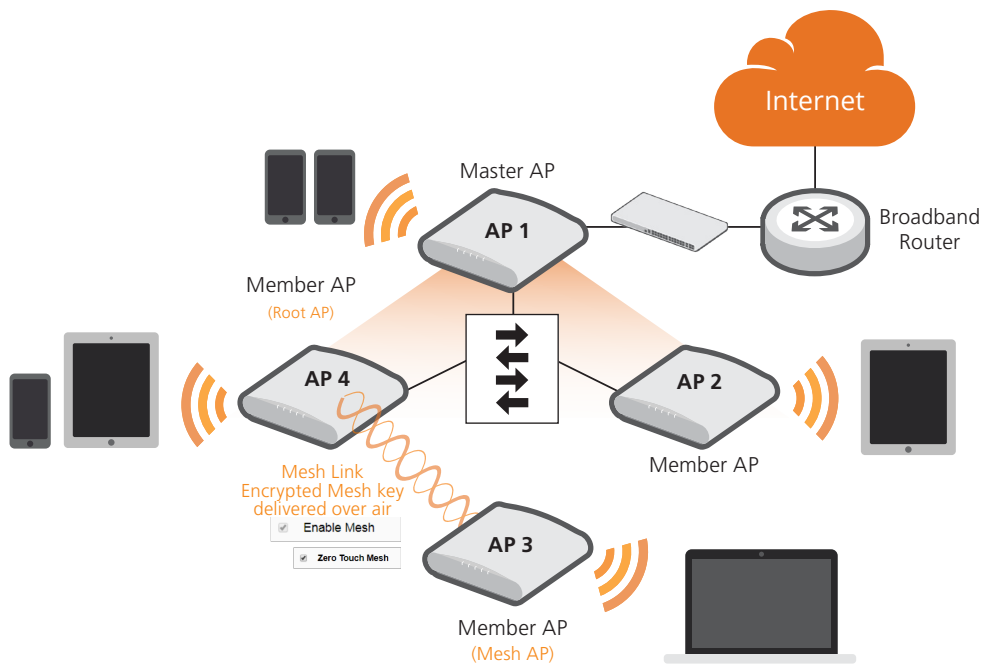 Internet
Master AP
AP 1
Broadband
Router
Member AP
(Root AP)
AP 4
AP 2
Member AP
Mesh Link
Encrypted Mesh key
delivered over air
Enable Mesh
Zero Touch Mesh
AP 3
Member AP
(Mesh AP)